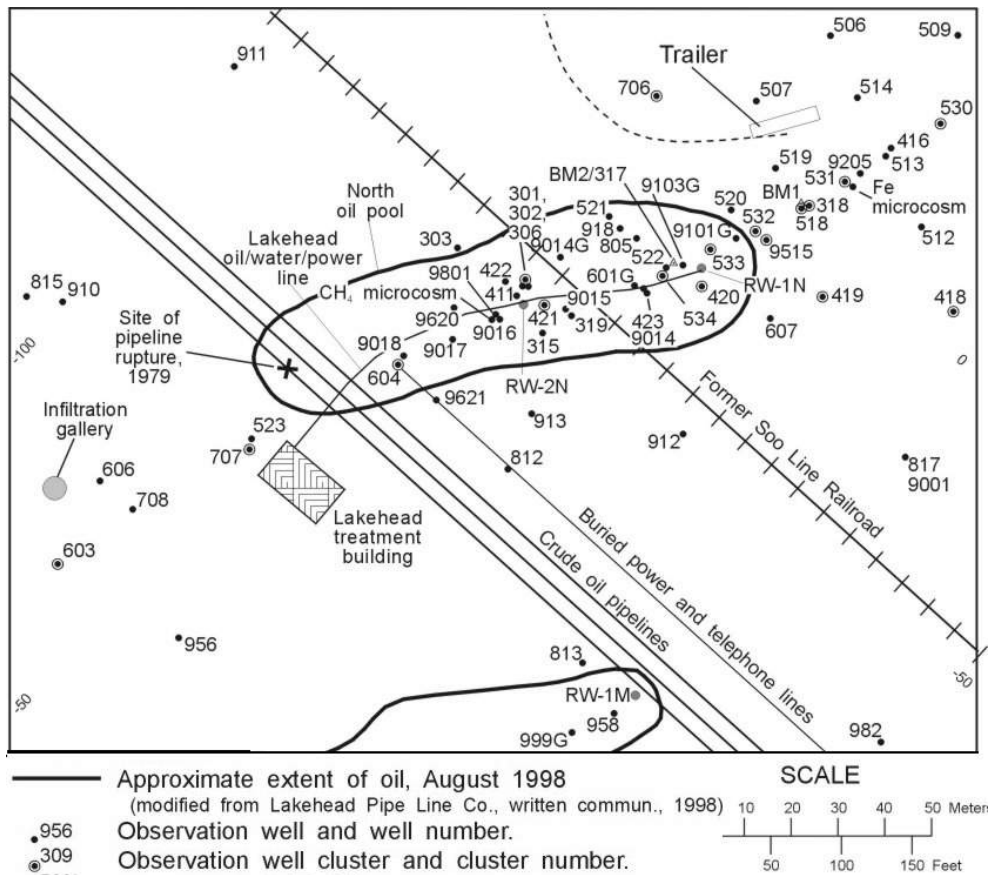 506
509
911
Trailer
706
507
514
530
416
513
519
9205
531
Fe
microcosm
BM2/317
9103G
BM1
318
518
520
532
9515
512
North
oil pool
301,
302,
306
521
918
805
522
9101G
533
9014G
601G
RW-1N
Lakehead
oil/water/power
line
303
CH4 microcosm
9801
422
411
9015
420
419
418
815
910
9620
9016
421
319
423
9014
534
607
Site of
pipeline
rupture,
1979
9018
9017
315
604
RW-2N
-100
0
9621
913
912
Former Soo Line Railroad
Infiltration
gallery
523
707
606
708
812
817
9001
Lakehead
treatment
building
Buried power and telephone lines
Crude oil pipelines
603
956
813
-50
-50
RW-1M
958
999G
982
Approximate extent of oil, August 1998
(modified from Lakehead Pipe Line Co., written commun., 1998)
956
Observation well and well number.
309
Observation well cluster and cluster number.
SCALE
10 20 30 40 50 Meters
50 100 150 Feet